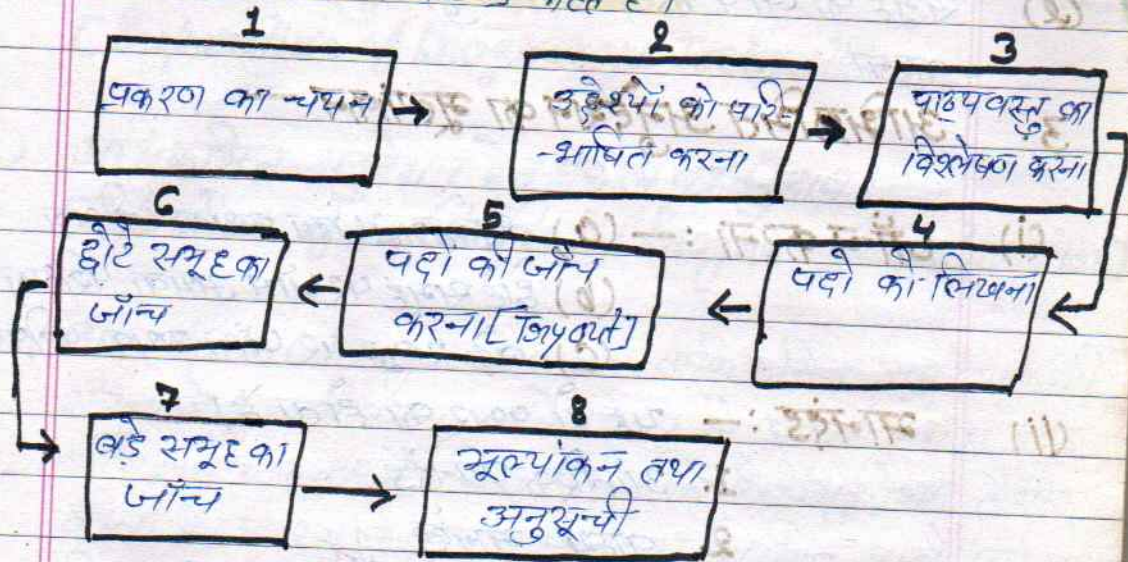 1
प्रकरण का चयन
2
उद्देश्यों को परि-
-भाषित करना
3
पाठ्यवस्तु का
विश्लेषण करना
4
पदो को लिखना
5
पदों की जाँच
करना [Tryout]
6
छोटे समूह का
जाँच
7
बड़े समूह का
जाँच
8
मूल्यांकन तथा
अनुसूची